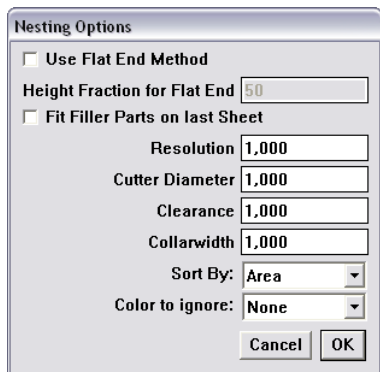 Nesting Options
Use Flat End Method
Height Fraction for Flat End 50
Fit Filler Parts on last Sheet
Resolution 1,000
Cutter Diameter 1,000
Clearance 1,000
Collarwidth 1,000
Sort By: Area
Color to ignore: None
Cancel OK